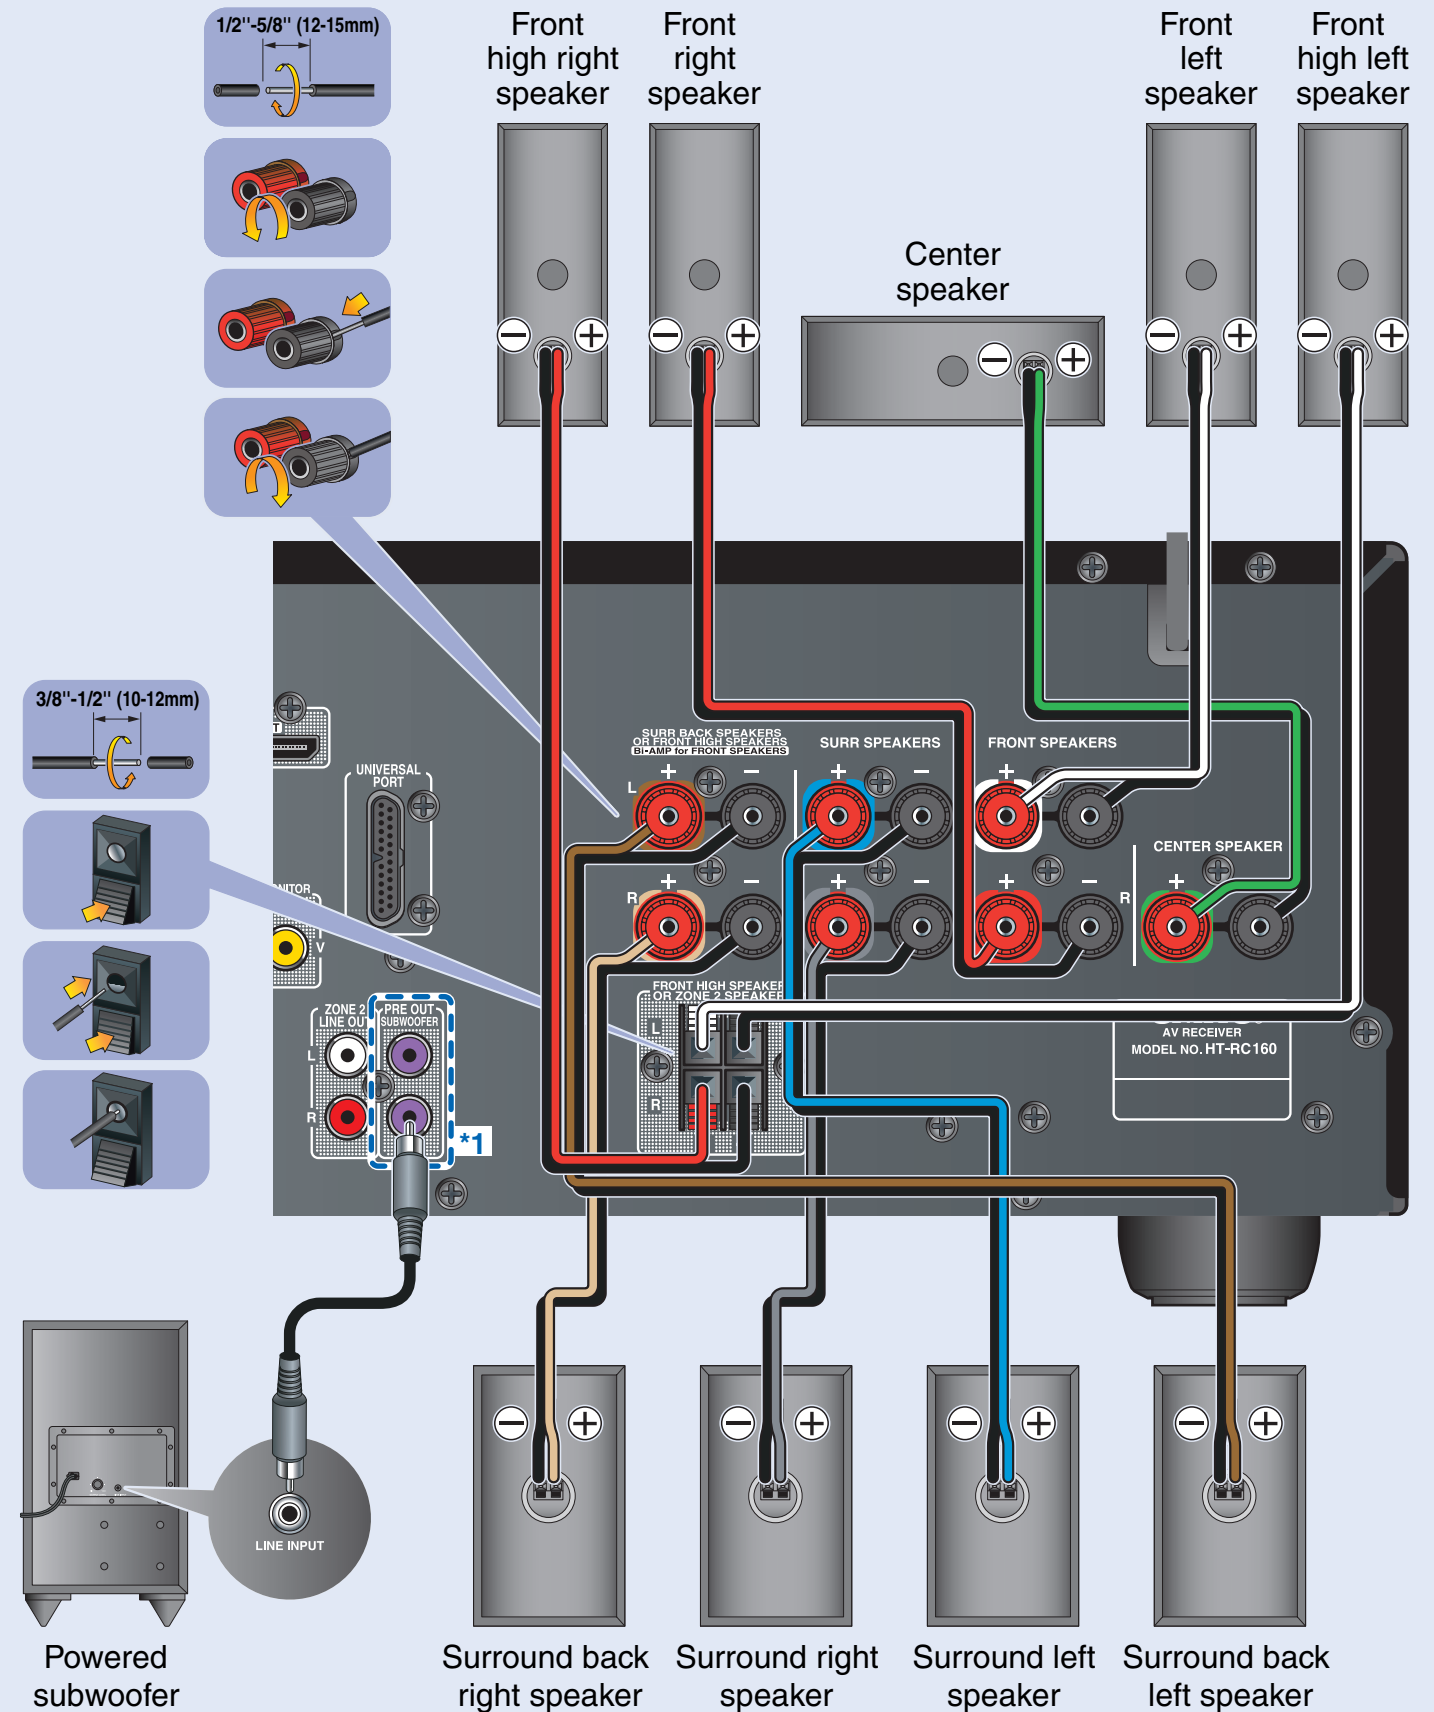 1/2"-5/8" (12-15mm)
Front
high right
speaker
Front
right
speaker
Front
left
speaker
Front
high left
speaker
Center
speaker
3/8"-1/2" (10-12mm)
UNIVERSAL
PORT
SURR BACK SPEAKERS
OR FRONT HIGH SPEAKERS
Bi-AMP for FRONT SPEAKERS
SURR SPEAKERS
FRONT SPEAKERS
+ − + − + −
L
CENTER SPEAKER
+ − + − + − +
R
R
V
FRONT HIGH SPEAKER
OR ZONE 2 SPEAKER
L
R
ZONE 2
LINE OUT
L
R
PRE OUT
SUBWOOFER
*1
AV RECEIVER
MODEL NO. HT-RC160
LINE INPUT
Powered
subwoofer
Surround back
right speaker
Surround right
speaker
Surround left
speaker
Surround back
left speaker